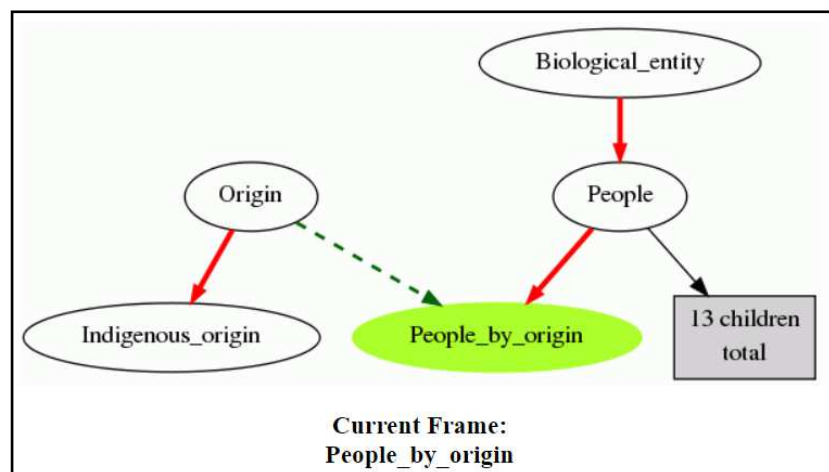 Biological_entity
Origin
People
Indigenous_origin
People_by_origin
13 children
total
Current Frame:
People_by_origin